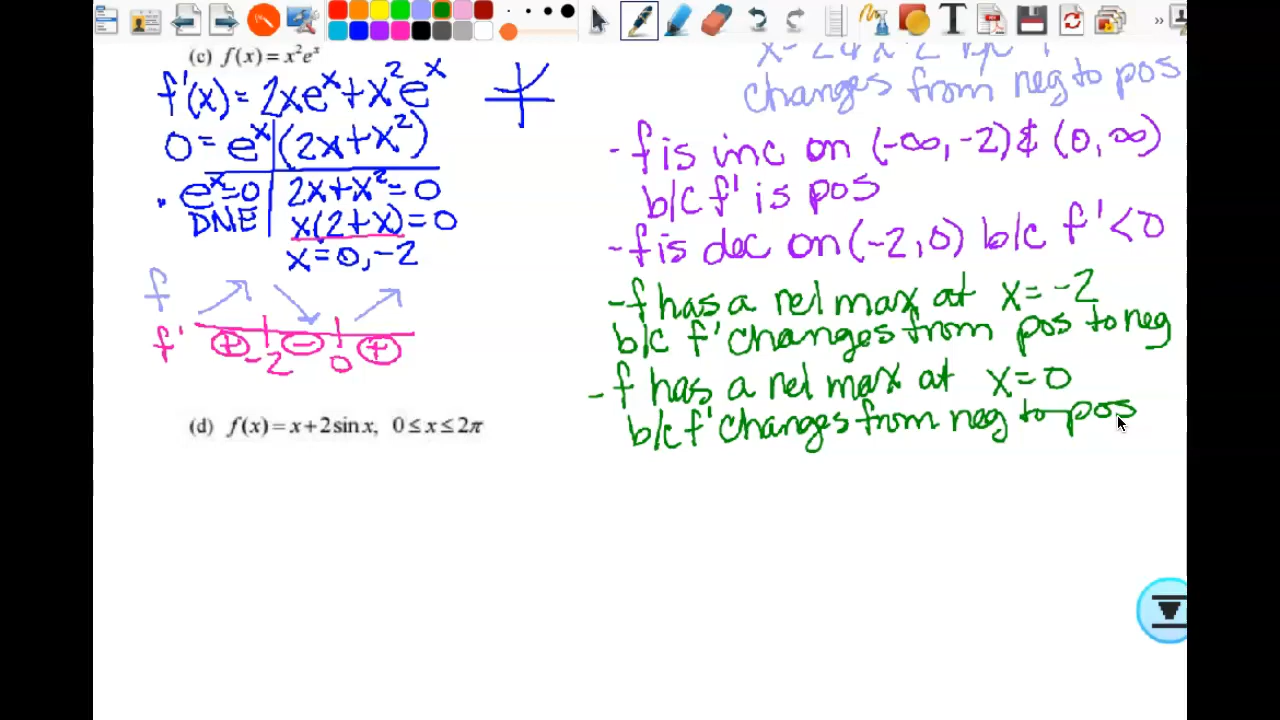 (c) f(x) = x²eˣ
f'(x) = 2xeˣ + x²eˣ
0 = eˣ (2x + x²)
eˣ = 0
DNE
2x + x² = 0
x(2 + x) = 0
x = 0, -2
f
f'
+ - +
-2 0
(d) f(x) = x + 2 sin x, 0 ≤ x ≤ 2π
changes from neg to pos
- f is inc on (-∞, -2) & (0, ∞)
b/c f' is pos
- f is dec on (-2, 0) b/c f' < 0
- f has a rel max at x = -2
b/c f' changes from pos to neg
- f has a rel max at x = 0
b/c f' changes from neg to pos
T
»